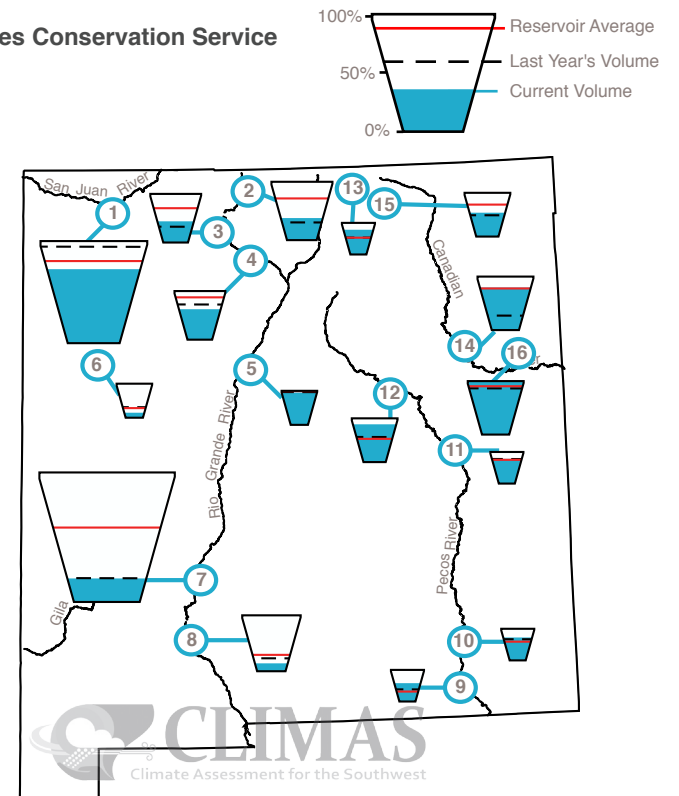 es Conservation Service
100%
50%
0%
Reservoir Average
Last Year's Volume
Current Volume
San Juan River
1
2
3
4
5
6
7
8
9
10
11
12
13
14
15
16
Canadian
er
Rio Grande River
Pecos River
Gila
CLIMAS
Climate Assessment for the Southwest